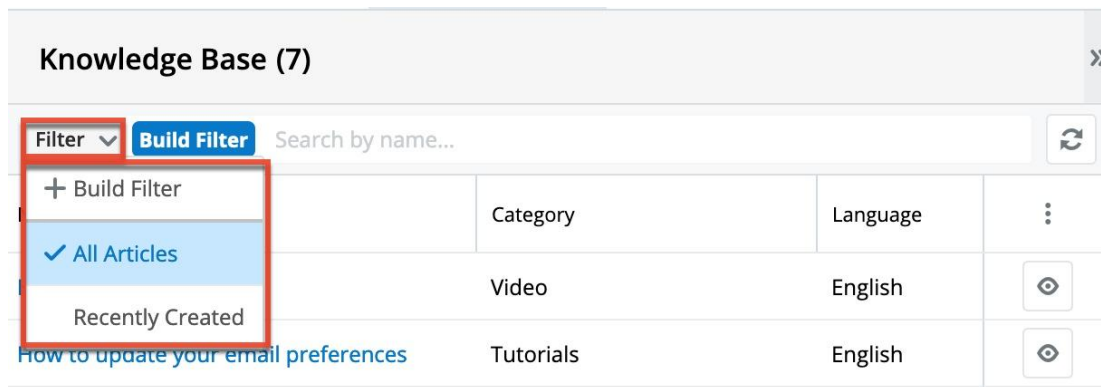 Knowledge Base (7)
Filter Build Filter Search by name...
Build Filter
Category Language
All Articles
Video English
Recently Created
How to update your email preferences Tutorials English